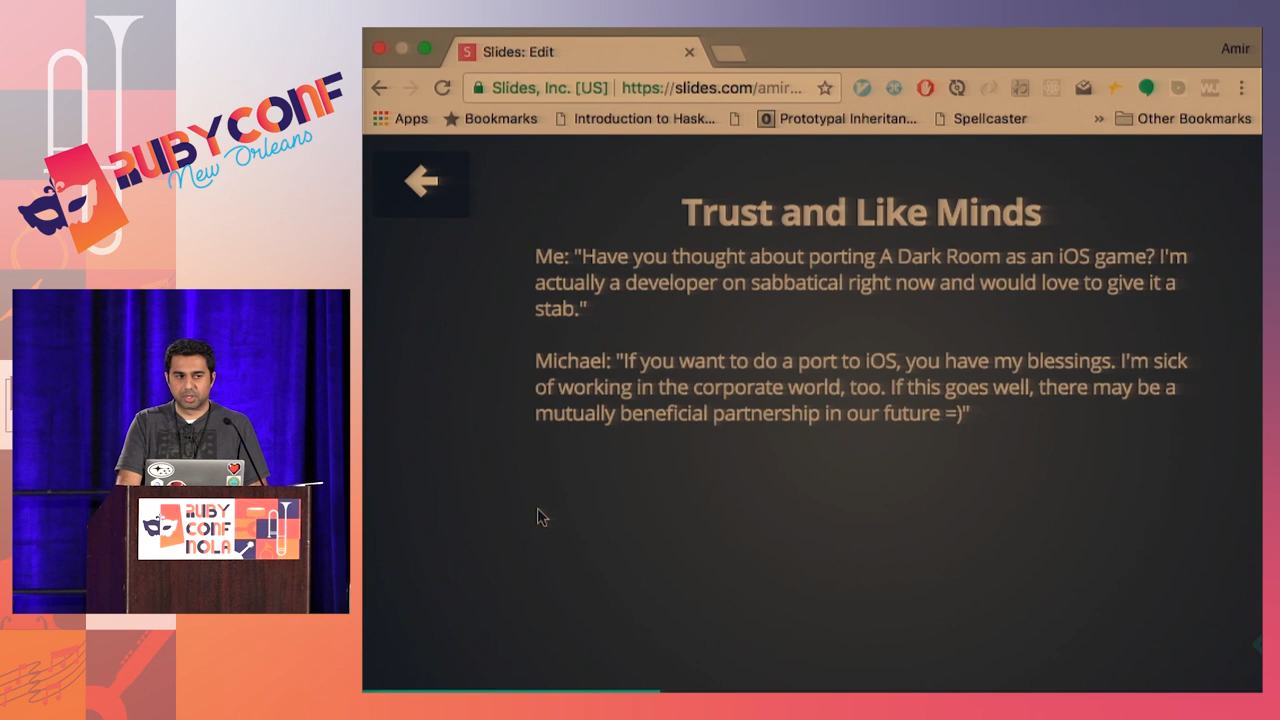 RUBYCONF
New Orleans
RUBY
CONF
NOLA
Slides: Edit
Amir
Slides, Inc. [US]
https://slides.com/amir...
Apps
Bookmarks
Introduction to Hask...
Prototypal Inheritan...
Spellcaster
»
Other Bookmarks
Trust and Like Minds
Me: "Have you thought about porting A Dark Room as an iOS game? I'm
actually a developer on sabbatical right now and would love to give it a
stab."
Michael: "If you want to do a port to iOS, you have my blessings. I'm sick
of working in the corporate world, too. If this goes well, there may be a
mutually beneficial partnership in our future =)"